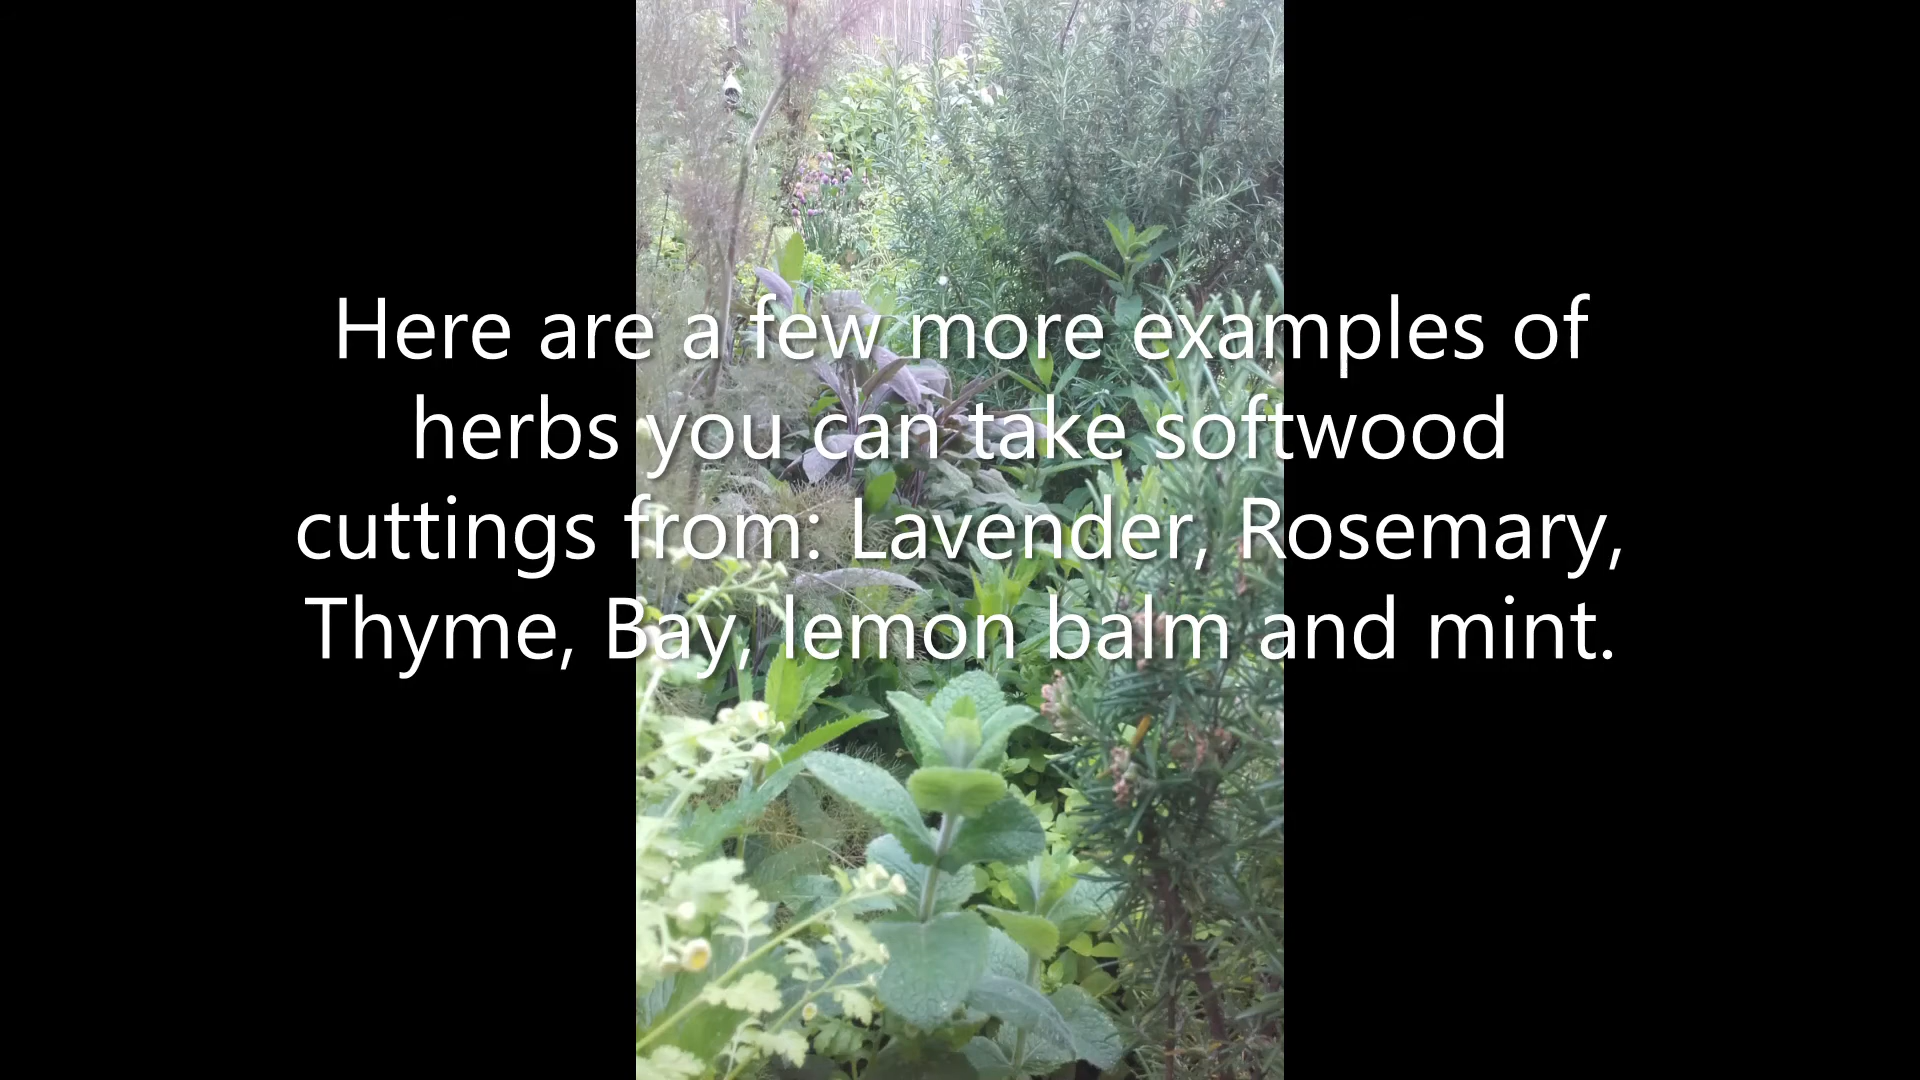 Here are a few more examples of
herbs you can take softwood
cuttings from: Lavender, Rosemary,
Thyme, Bay, lemon balm and mint.